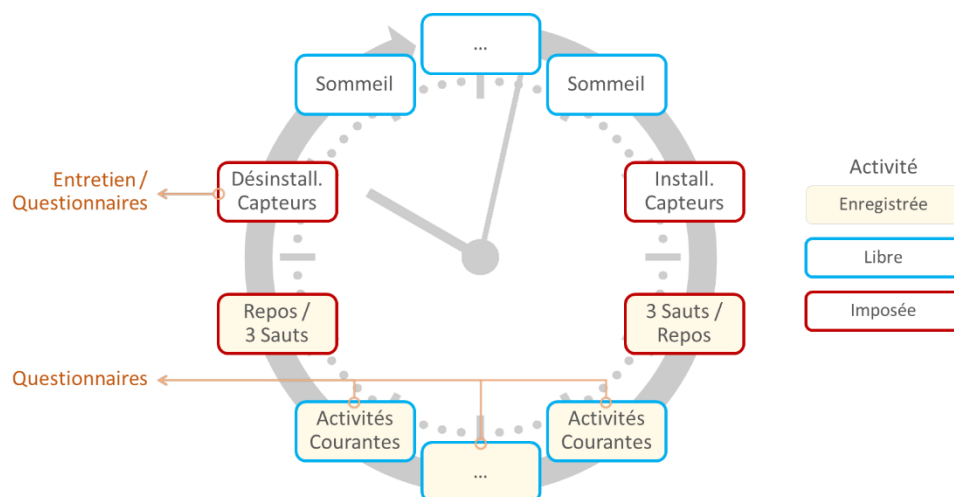 ...
Sommeil
Sommeil
Entretien /
Questionnaires
Désinstall.
Capteurs
Install.
Capteurs
Activité
Enregistrée
Libre
Imposée
Repos /
3 Sauts
3 Sauts /
Repos
Questionnaires
Activités
Courantes
Activités
Courantes
...